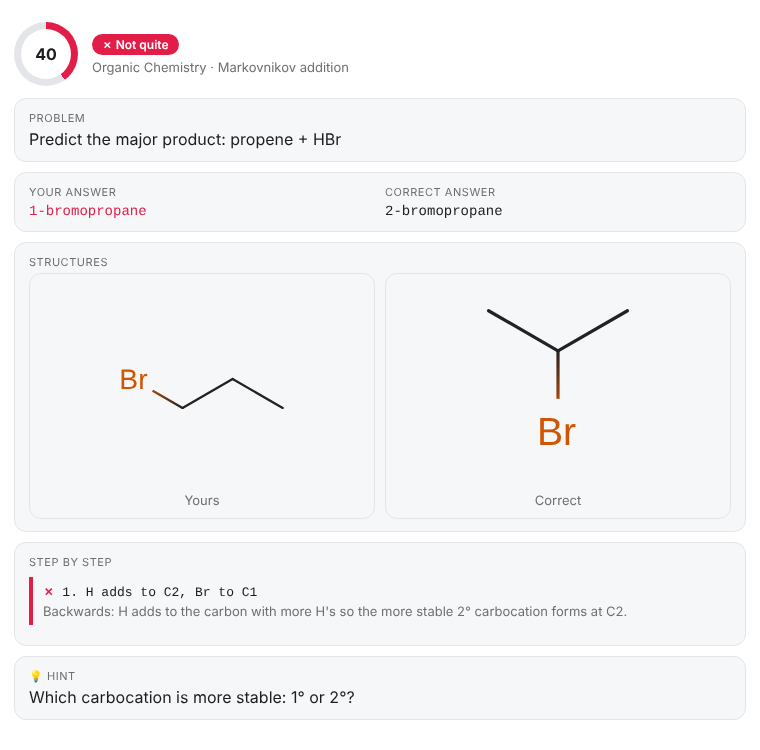 40
× Not quite
Organic Chemistry · Markovnikov addition
PROBLEM
Predict the major product: propene + HBr
YOUR ANSWER
1-bromopropane
CORRECT ANSWER
2-bromopropane
STRUCTURES
Br
Yours
Br
Correct
STEP BY STEP
× 1. H adds to C2, Br to C1
Backwards: H adds to the carbon with more H's so the more stable 2° carbocation forms at C2.
💡 HINT
Which carbocation is more stable: 1° or 2°?